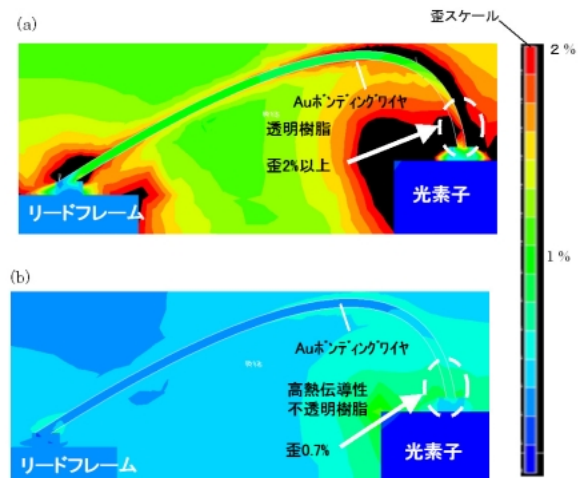 歪スケール
(a)
2%
Auボンディングワイヤ
透明樹脂
歪2%以上
リードフレーム
光素子
1%
(b)
Auボンディングワイヤ
高熱伝導性
不透明樹脂
歪0.7%
リードフレーム
光素子